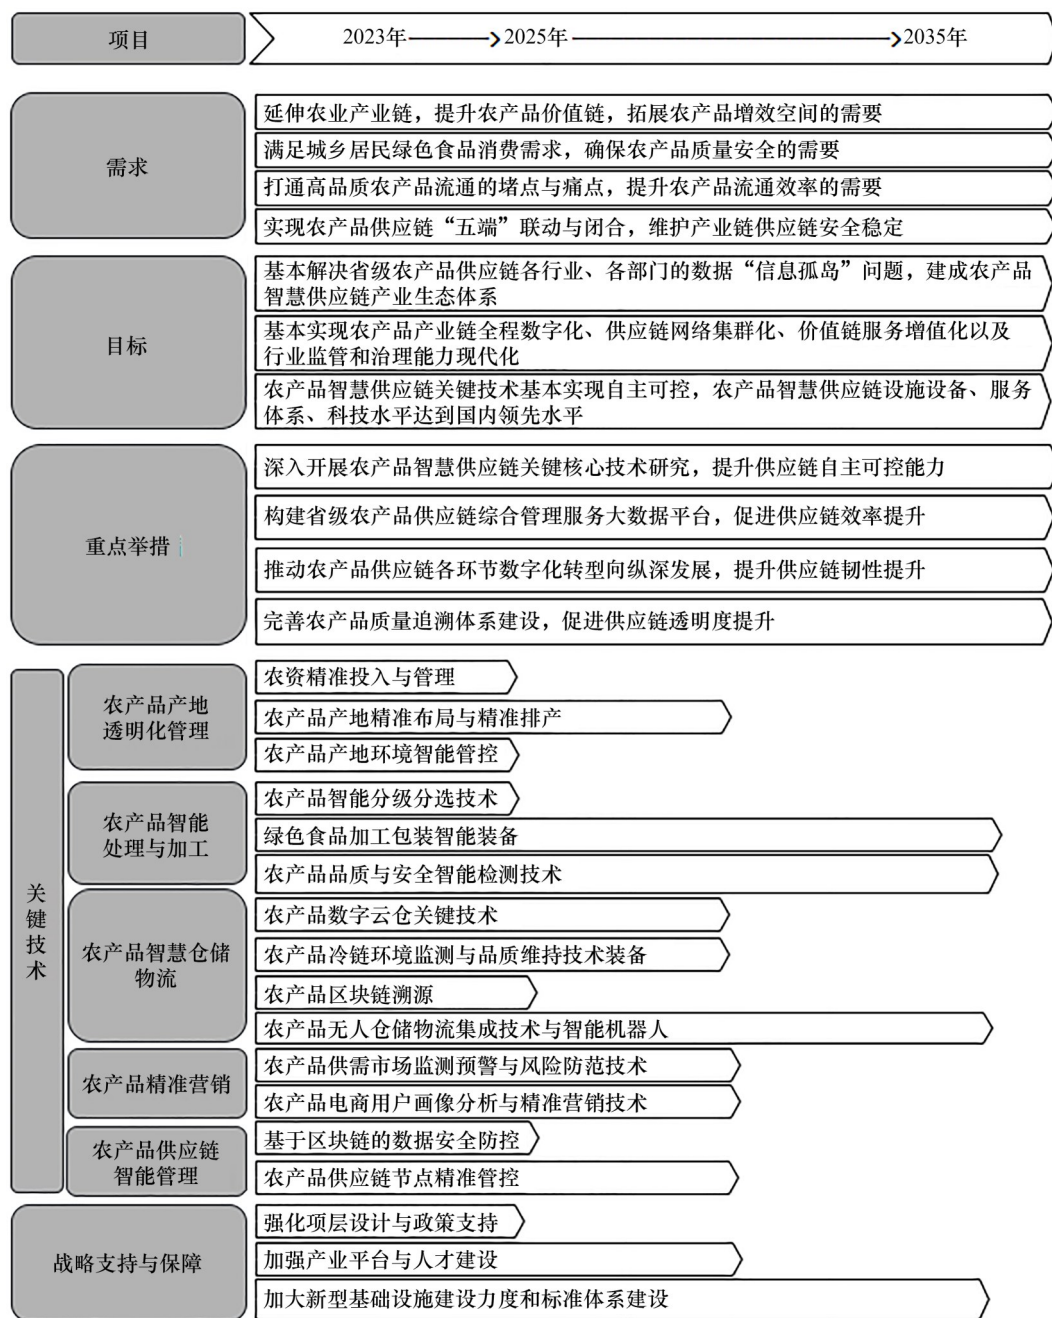 项目
2023年
2025年
2035年
需求
延伸农业产业链，提升农产品价值链，拓展农产品增效空间的需要
满足城乡居民绿色食品消费需求，确保农产品质量安全的需要
打通高品质农产品流通的堵点与痛点，提升农产品流通效率的需要
实现农产品供应链“五端”联动与闭合，维护产业链供应链安全稳定
目标
基本解决省级农产品供应链各行业、各部门的数据“信息孤岛”问题，建成农产品
智慧供应链产业生态体系
基本实现农产品产业链全程数字化、供应链网络集群化、价值链服务增值化以及
行业监管和治理能力现代化
农产品智慧供应链关键技术基本实现自主可控，农产品智慧供应链设施设备、服务
体系、科技水平达到国内领先水平
重点举措
深入开展农产品智慧供应链关键核心技术研究，提升供应链自主可控能力
构建省级农产品供应链综合管理服务大数据平台，促进供应链效率提升
推动农产品供应链各环节数字化转型向纵深发展，提升供应链韧性提升
完善农产品质量追溯体系建设，促进供应链透明度提升
关键技术
农产品产地
透明化管理
农资精准投入与管理
农产品产地精准布局与精准排产
农产品产地环境智能管控
农产品智能
处理与加工
农产品智能分级分选技术
绿色食品加工包装智能装备
农产品品质与安全智能检测技术
农产品智慧仓储
物流
农产品数字云仓关键技术
农产品冷链环境监测与品质维持技术装备
农产品区块链溯源
农产品无人仓储物流集成技术与智能机器人
农产品精准营销
农产品供需市场监测预警与风险防范技术
农产品电商用户画像分析与精准营销技术
农产品供应链
智能管理
基于区块链的数据安全防控
农产品供应链节点精准管控
战略支持与保障
强化项层设计与政策支持
加强产业平台与人才建设
加大新型基础设施建设力度和标准体系建设